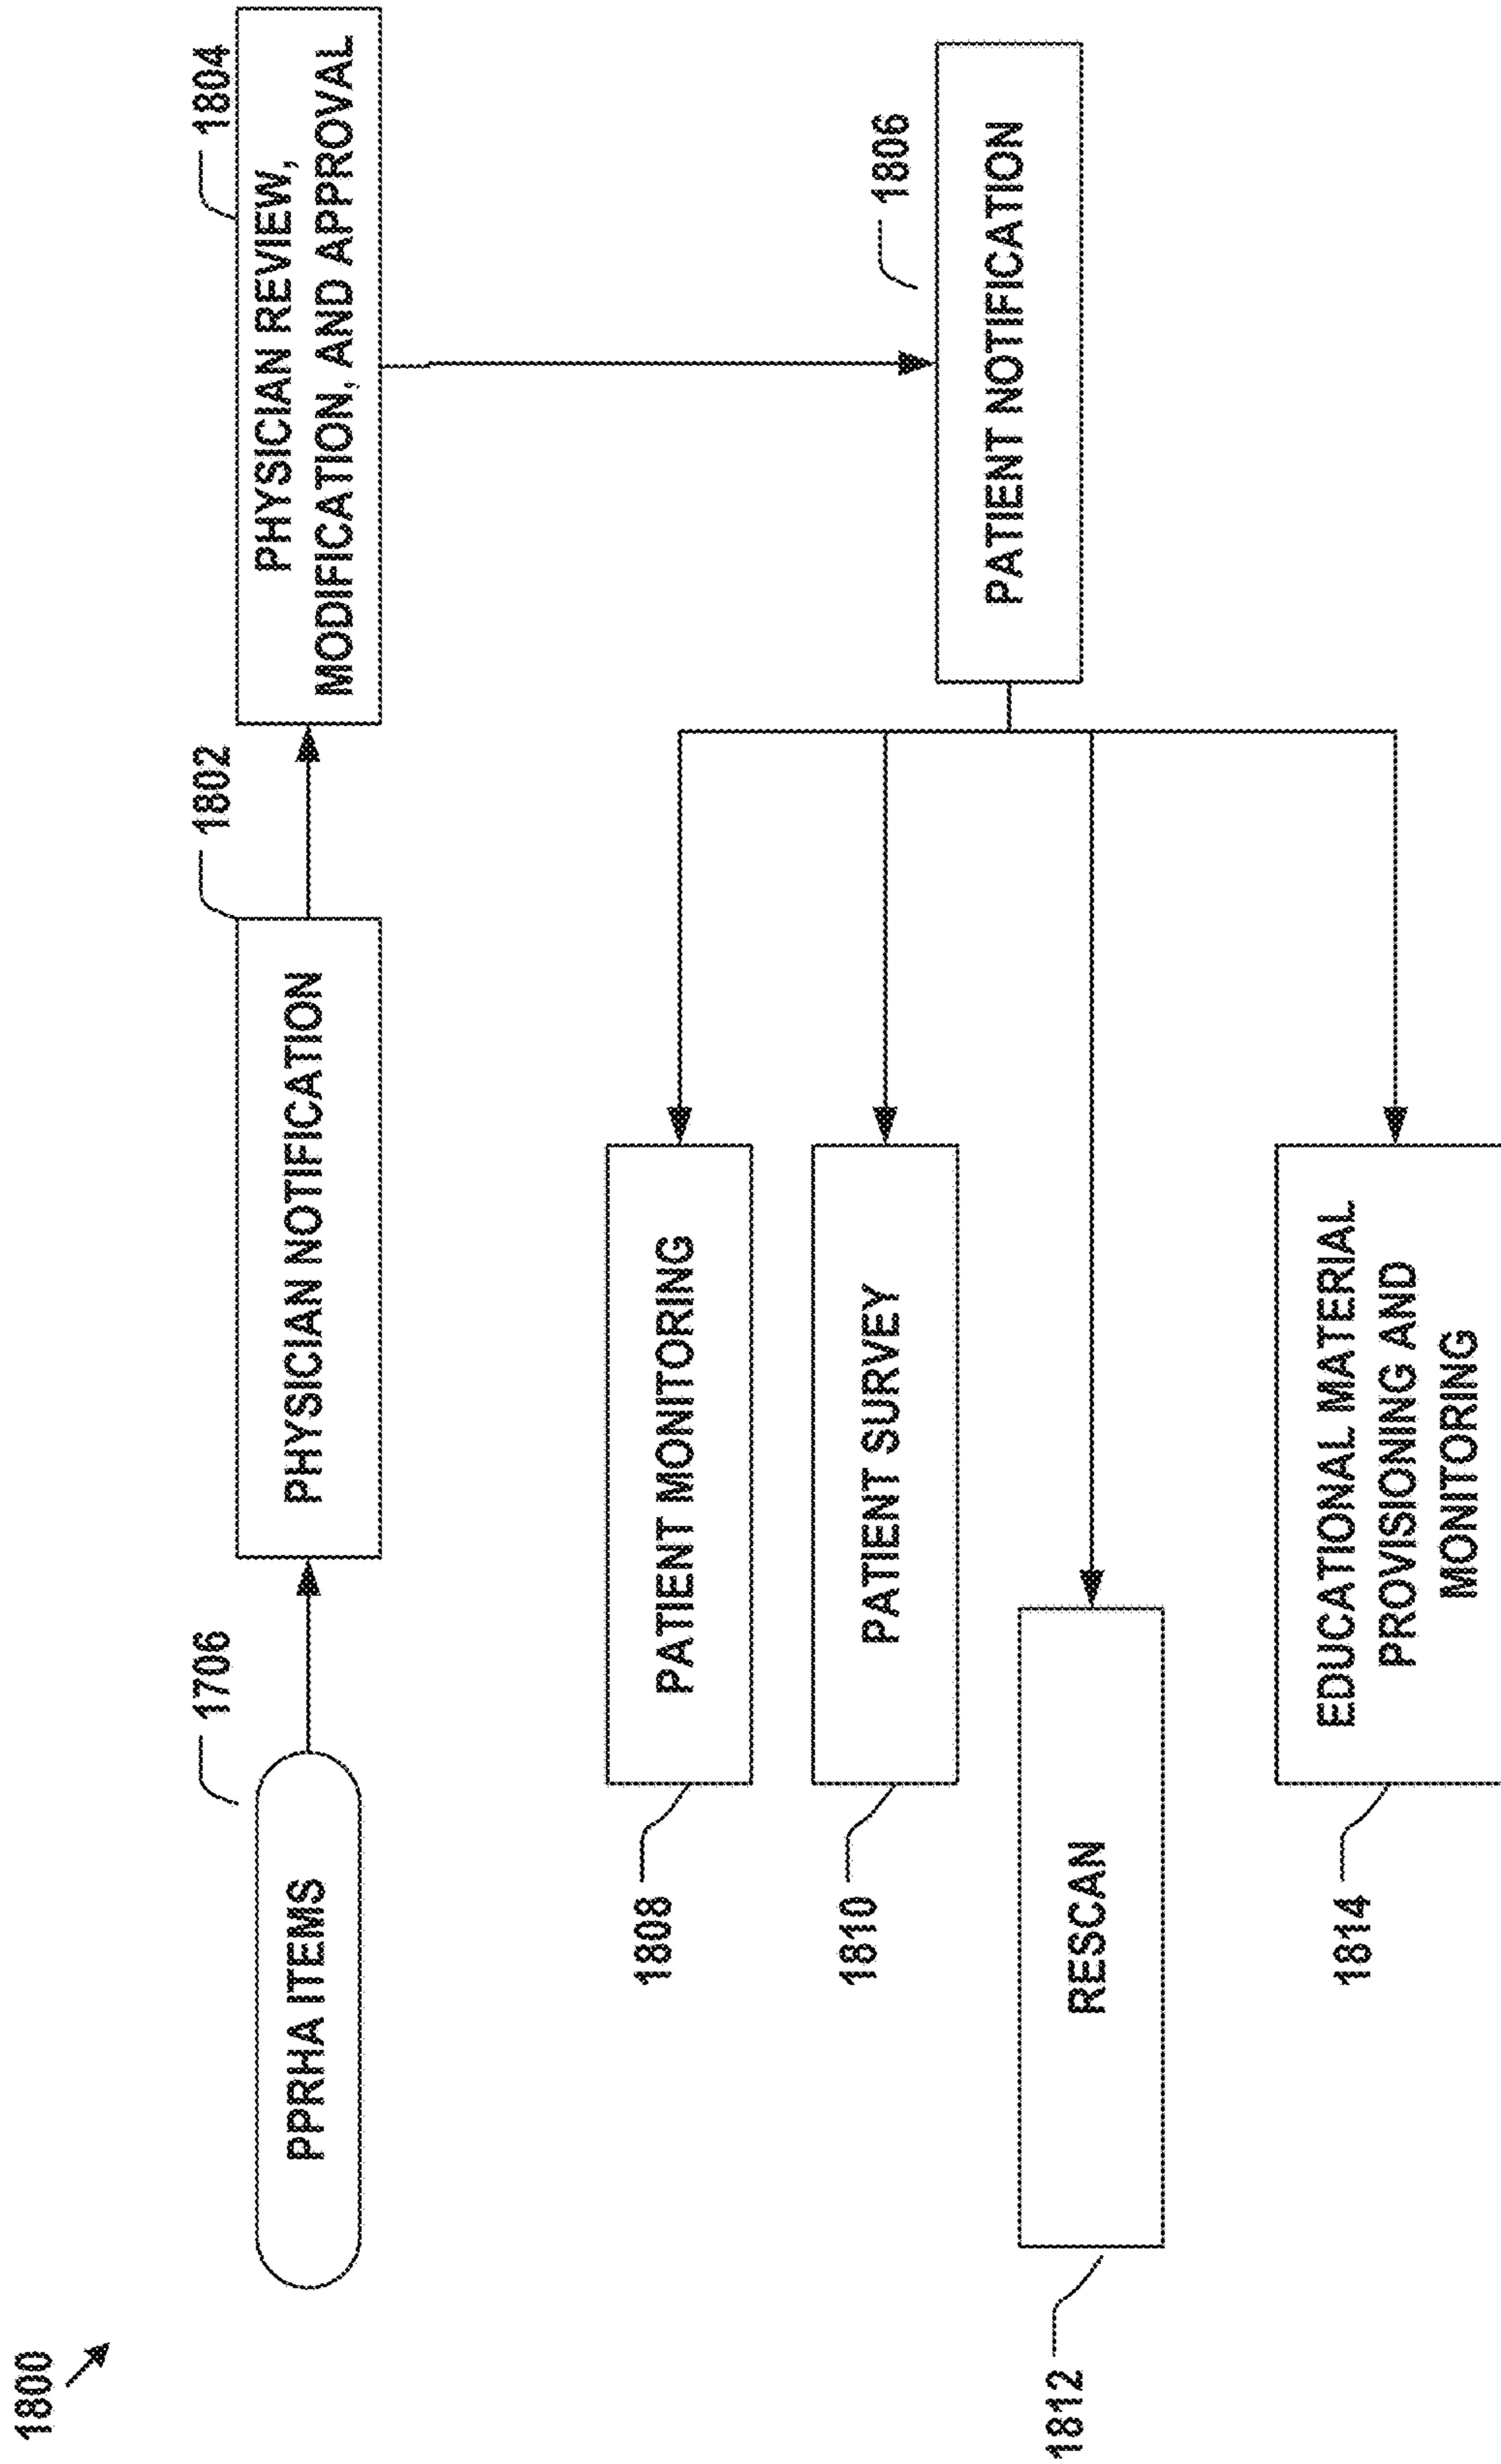 1800
1706
PPRHA ITEMS
1802
PHYSICIAN NOTIFICATION
1804
PHYSICIAN REVIEW,
MODIFICATION, AND APPROVAL
1806
PATIENT NOTIFICATION
1808
PATIENT MONITORING
1810
PATIENT SURVEY
1812
RESCAN
1814
EDUCATIONAL MATERIAL
PROVISIONING AND
MONITORING